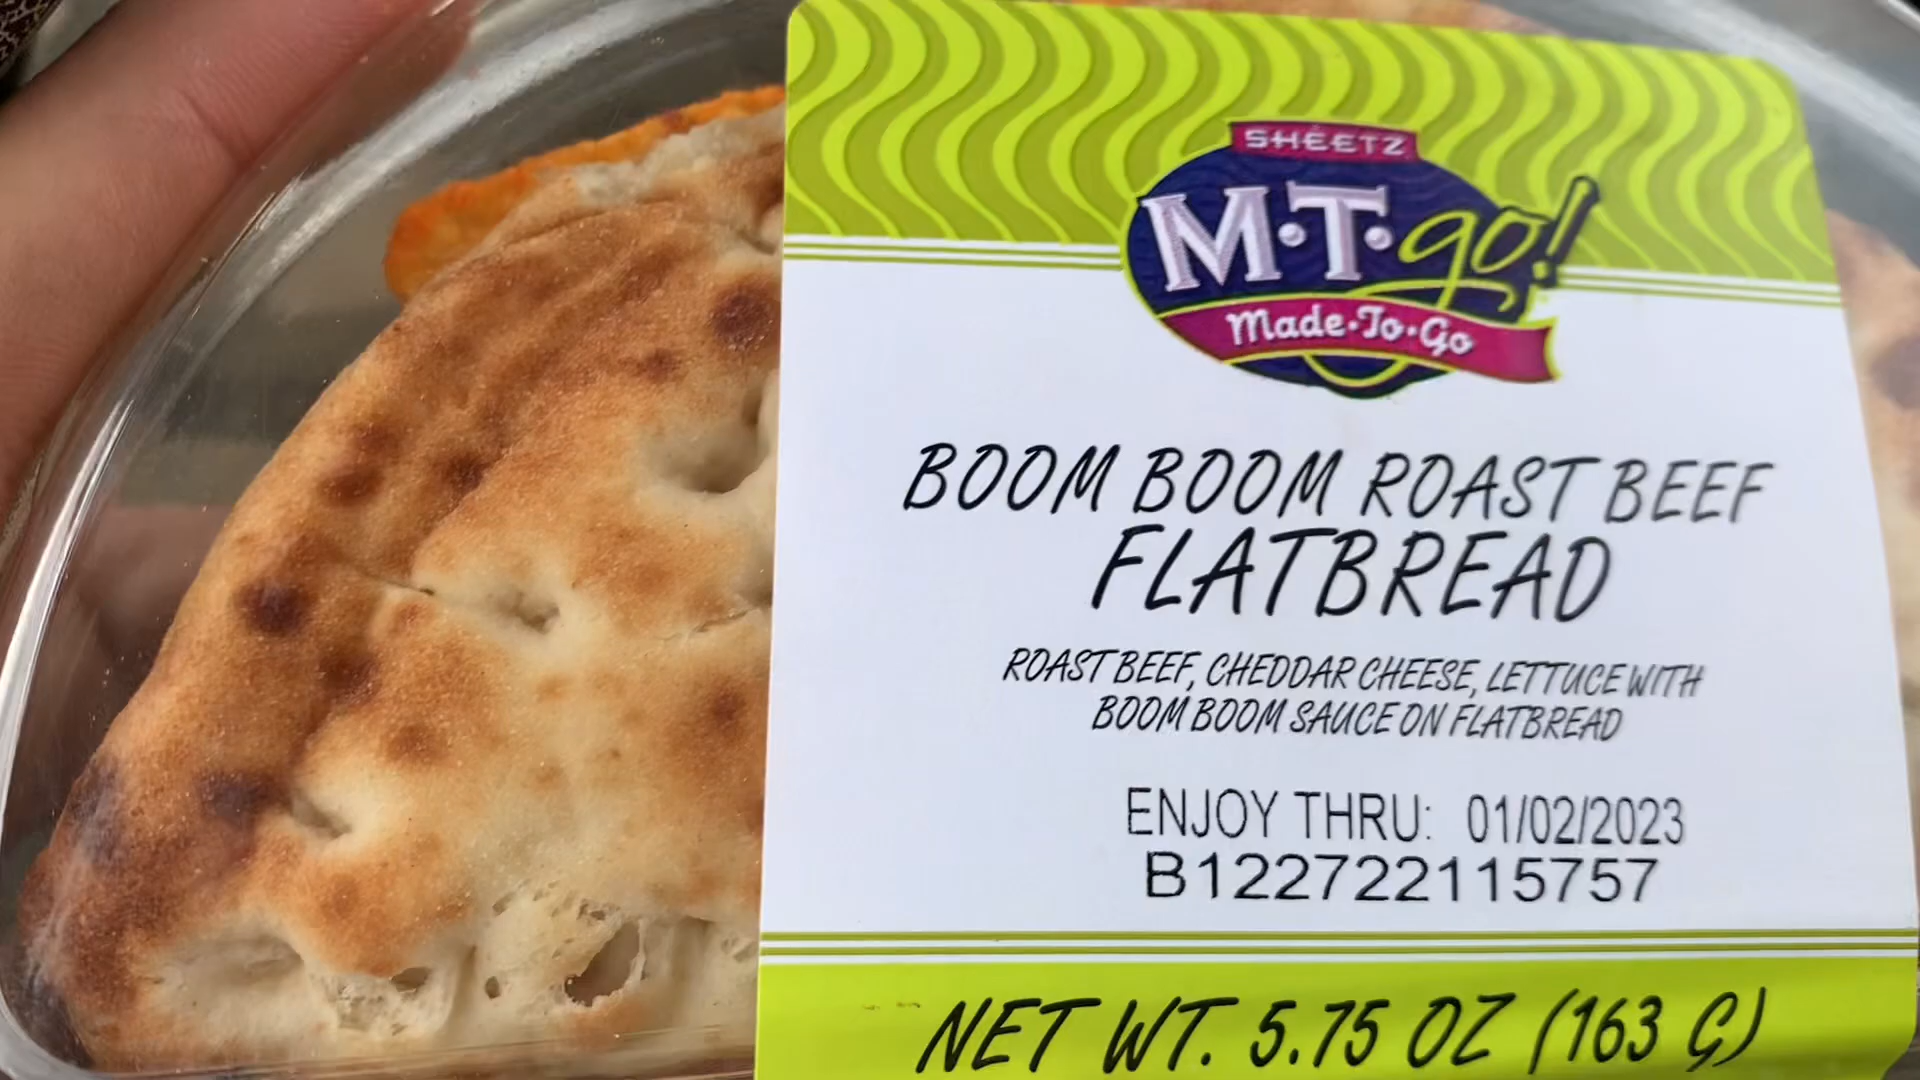 SHEETZ
M•T•go!
Made•To•Go
BOOM BOOM ROAST BEEF
FLATBREAD
ROAST BEEF, CHEDDAR CHEESE, LETTUCE WITH
BOOM BOOM SAUCE ON FLATBREAD
ENJOY THRU: 01/02/2023
B122722115757
NET WT. 5.75 OZ (163 G)